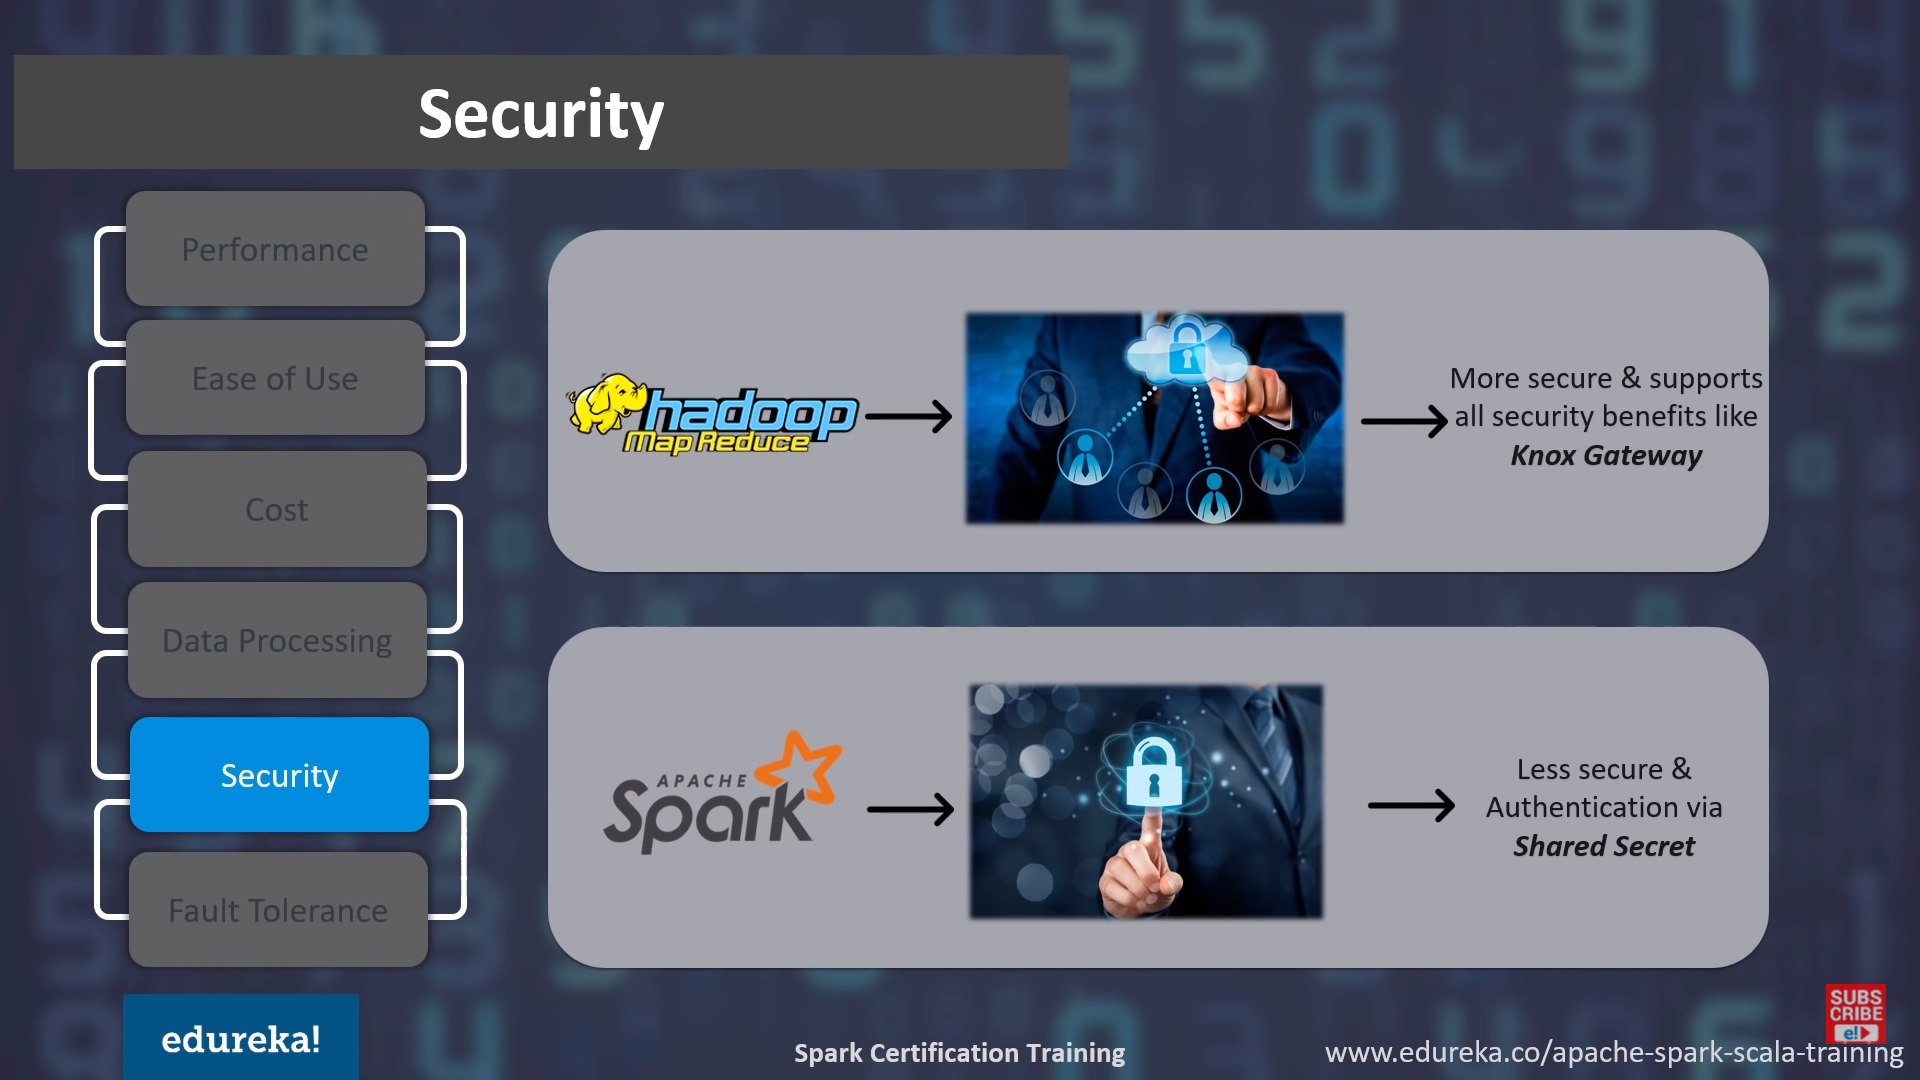 Security
Performance
Ease of Use
Cost
Data Processing
Security
Fault Tolerance
hadoop
Map Reduce
More secure & supports
all security benefits like
Knox Gateway
APACHE
Spark
Less secure &
Authentication via
Shared Secret
edureka!
Spark Certification Training
SUBS
CRIBE
e!
www.edureka.co/apache-spark-scala-training